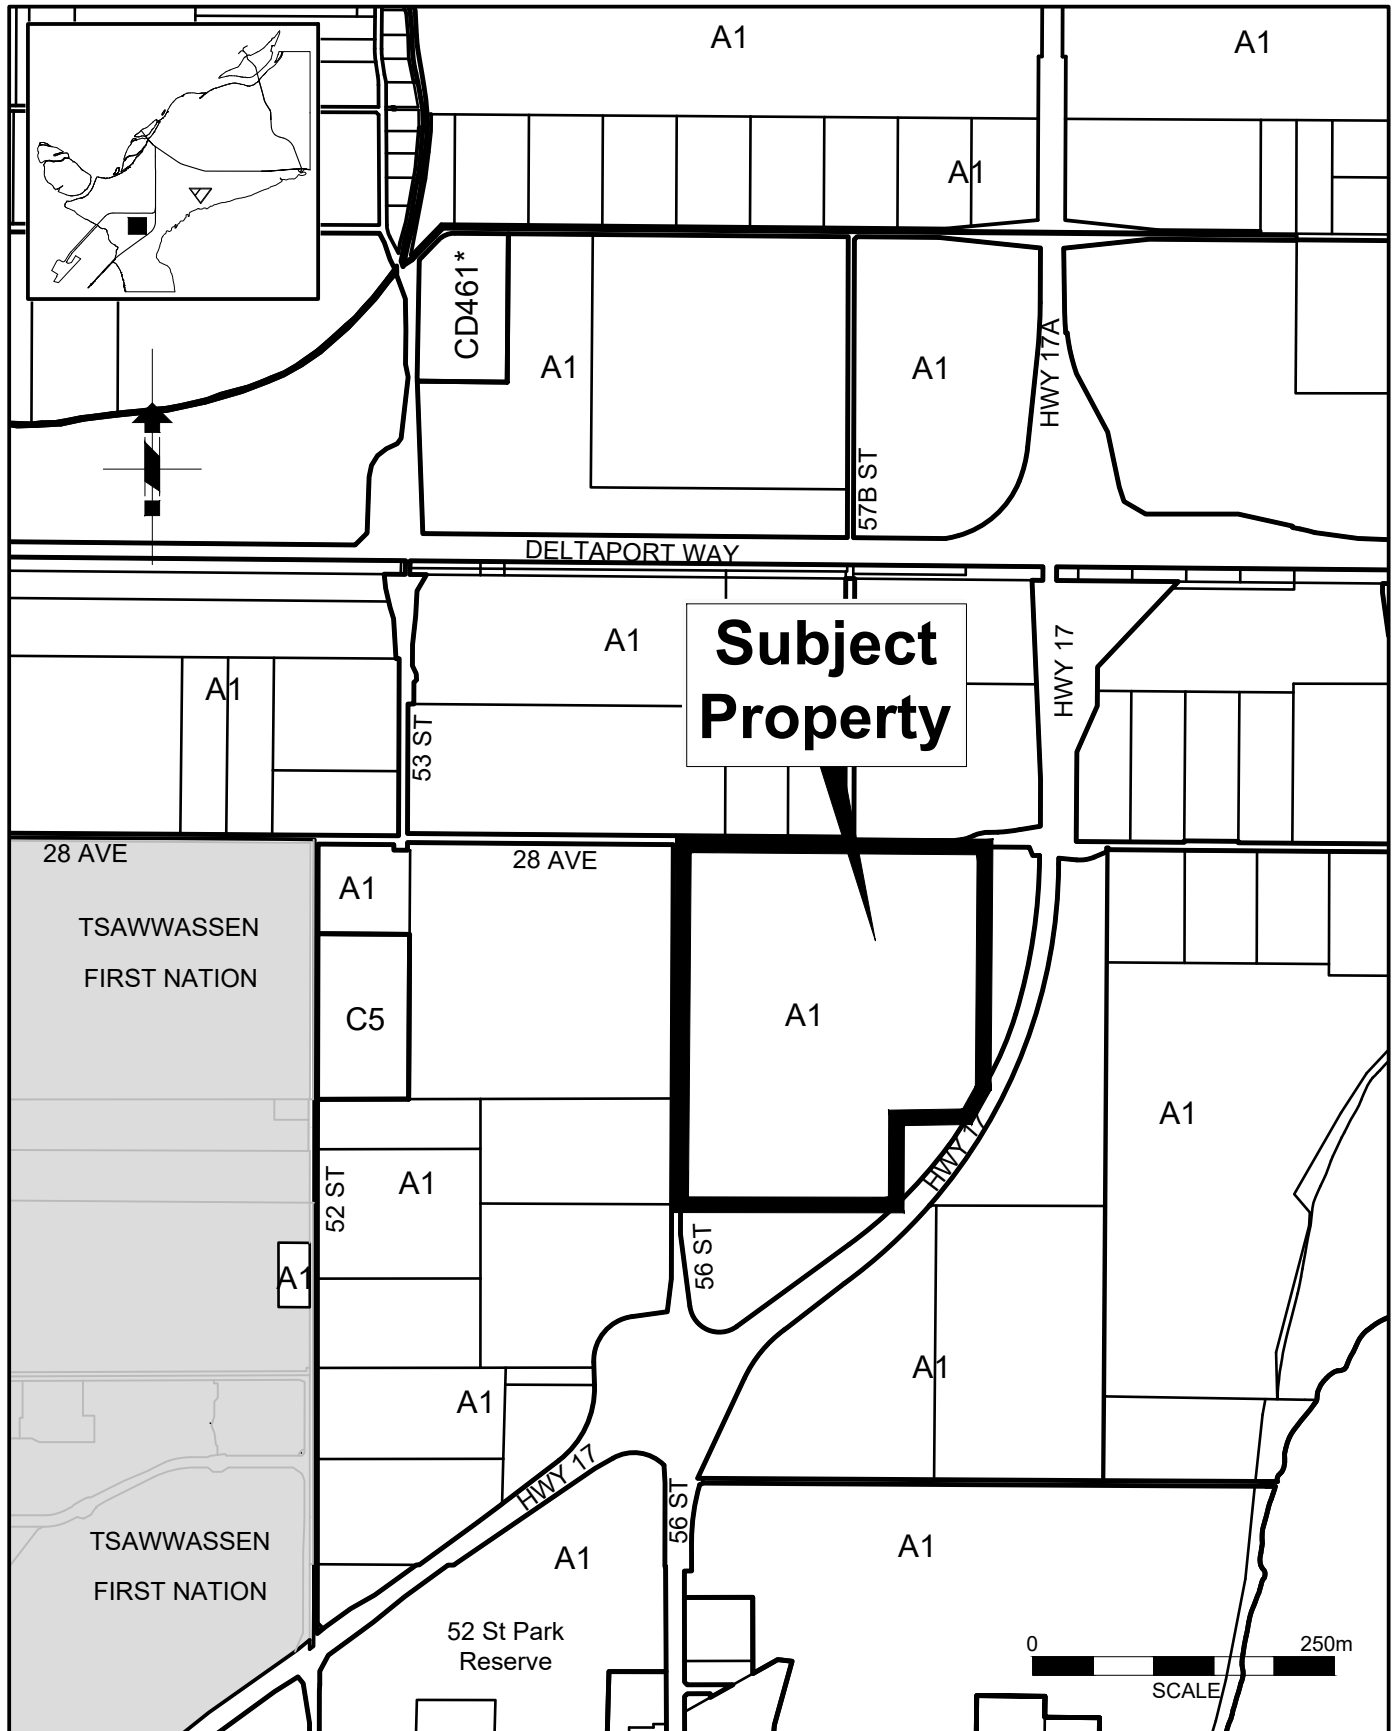 A1
A1
A1
CD461*
A1
A1
HWY 17A
57B ST
DELTAPORT WAY
A1
Subject
Property
HWY 17
A1
53 ST
28 AVE
28 AVE
A1
TSAWWASSEN
FIRST NATION
C5
A1
A1
HWY 17
A1
52 ST
56 ST
A1
A1
A1
HWY 17
56 ST
TSAWWASSEN
FIRST NATION
A1
A1
52 St Park
Reserve
0
250m
SCALE